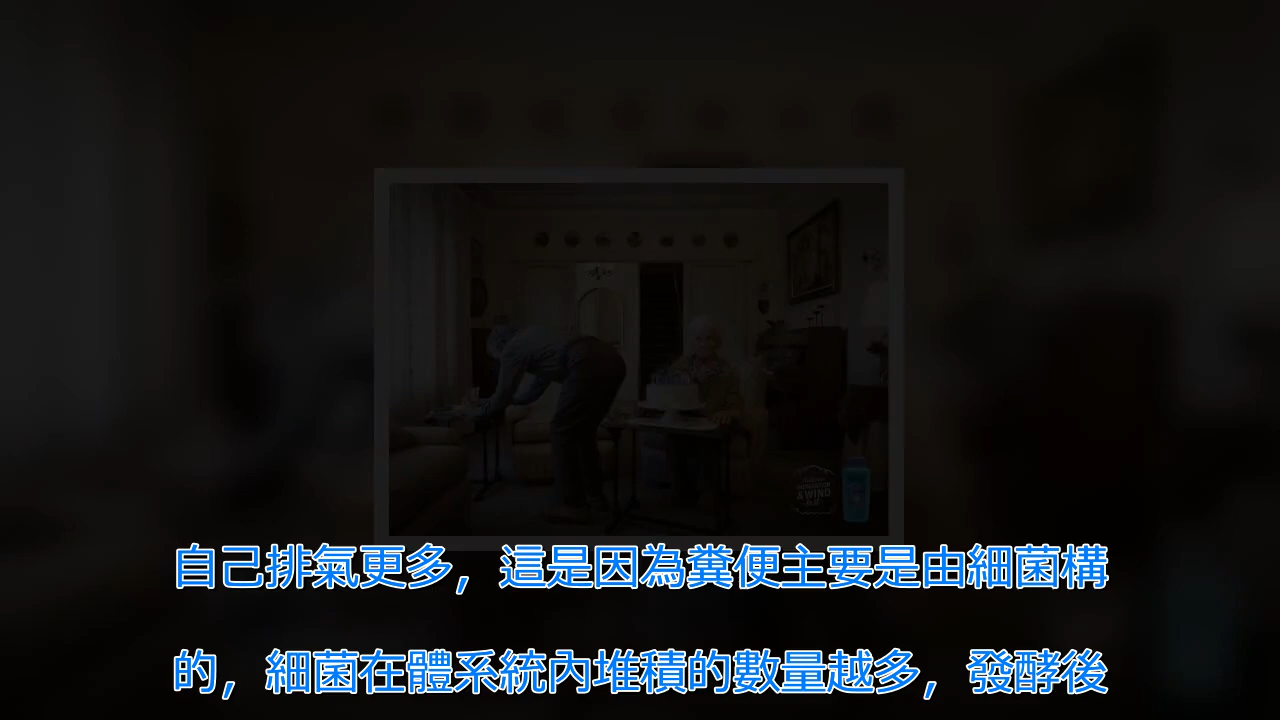 & WIND
自己排氣更多，這是因為糞便主要是由細菌構
的，細菌在體系統內堆積的數量越多，發酵後